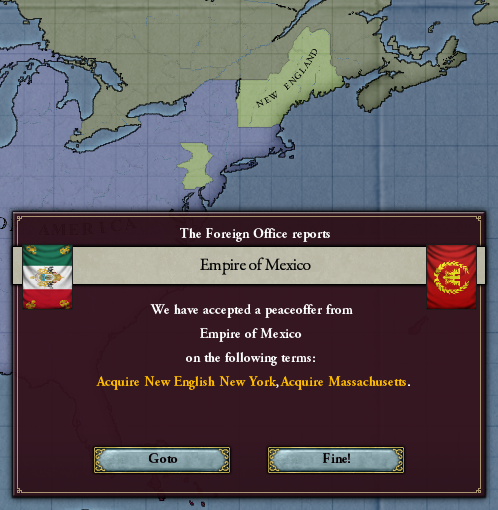 NEW ENGLAND
AMERICA
The Foreign Office reports
Empire of Mexico
We have accepted a peaceoffer from
Empire of Mexico
on the following terms:
Acquire New English New York, Acquire Massachusetts.
Goto
Fine!